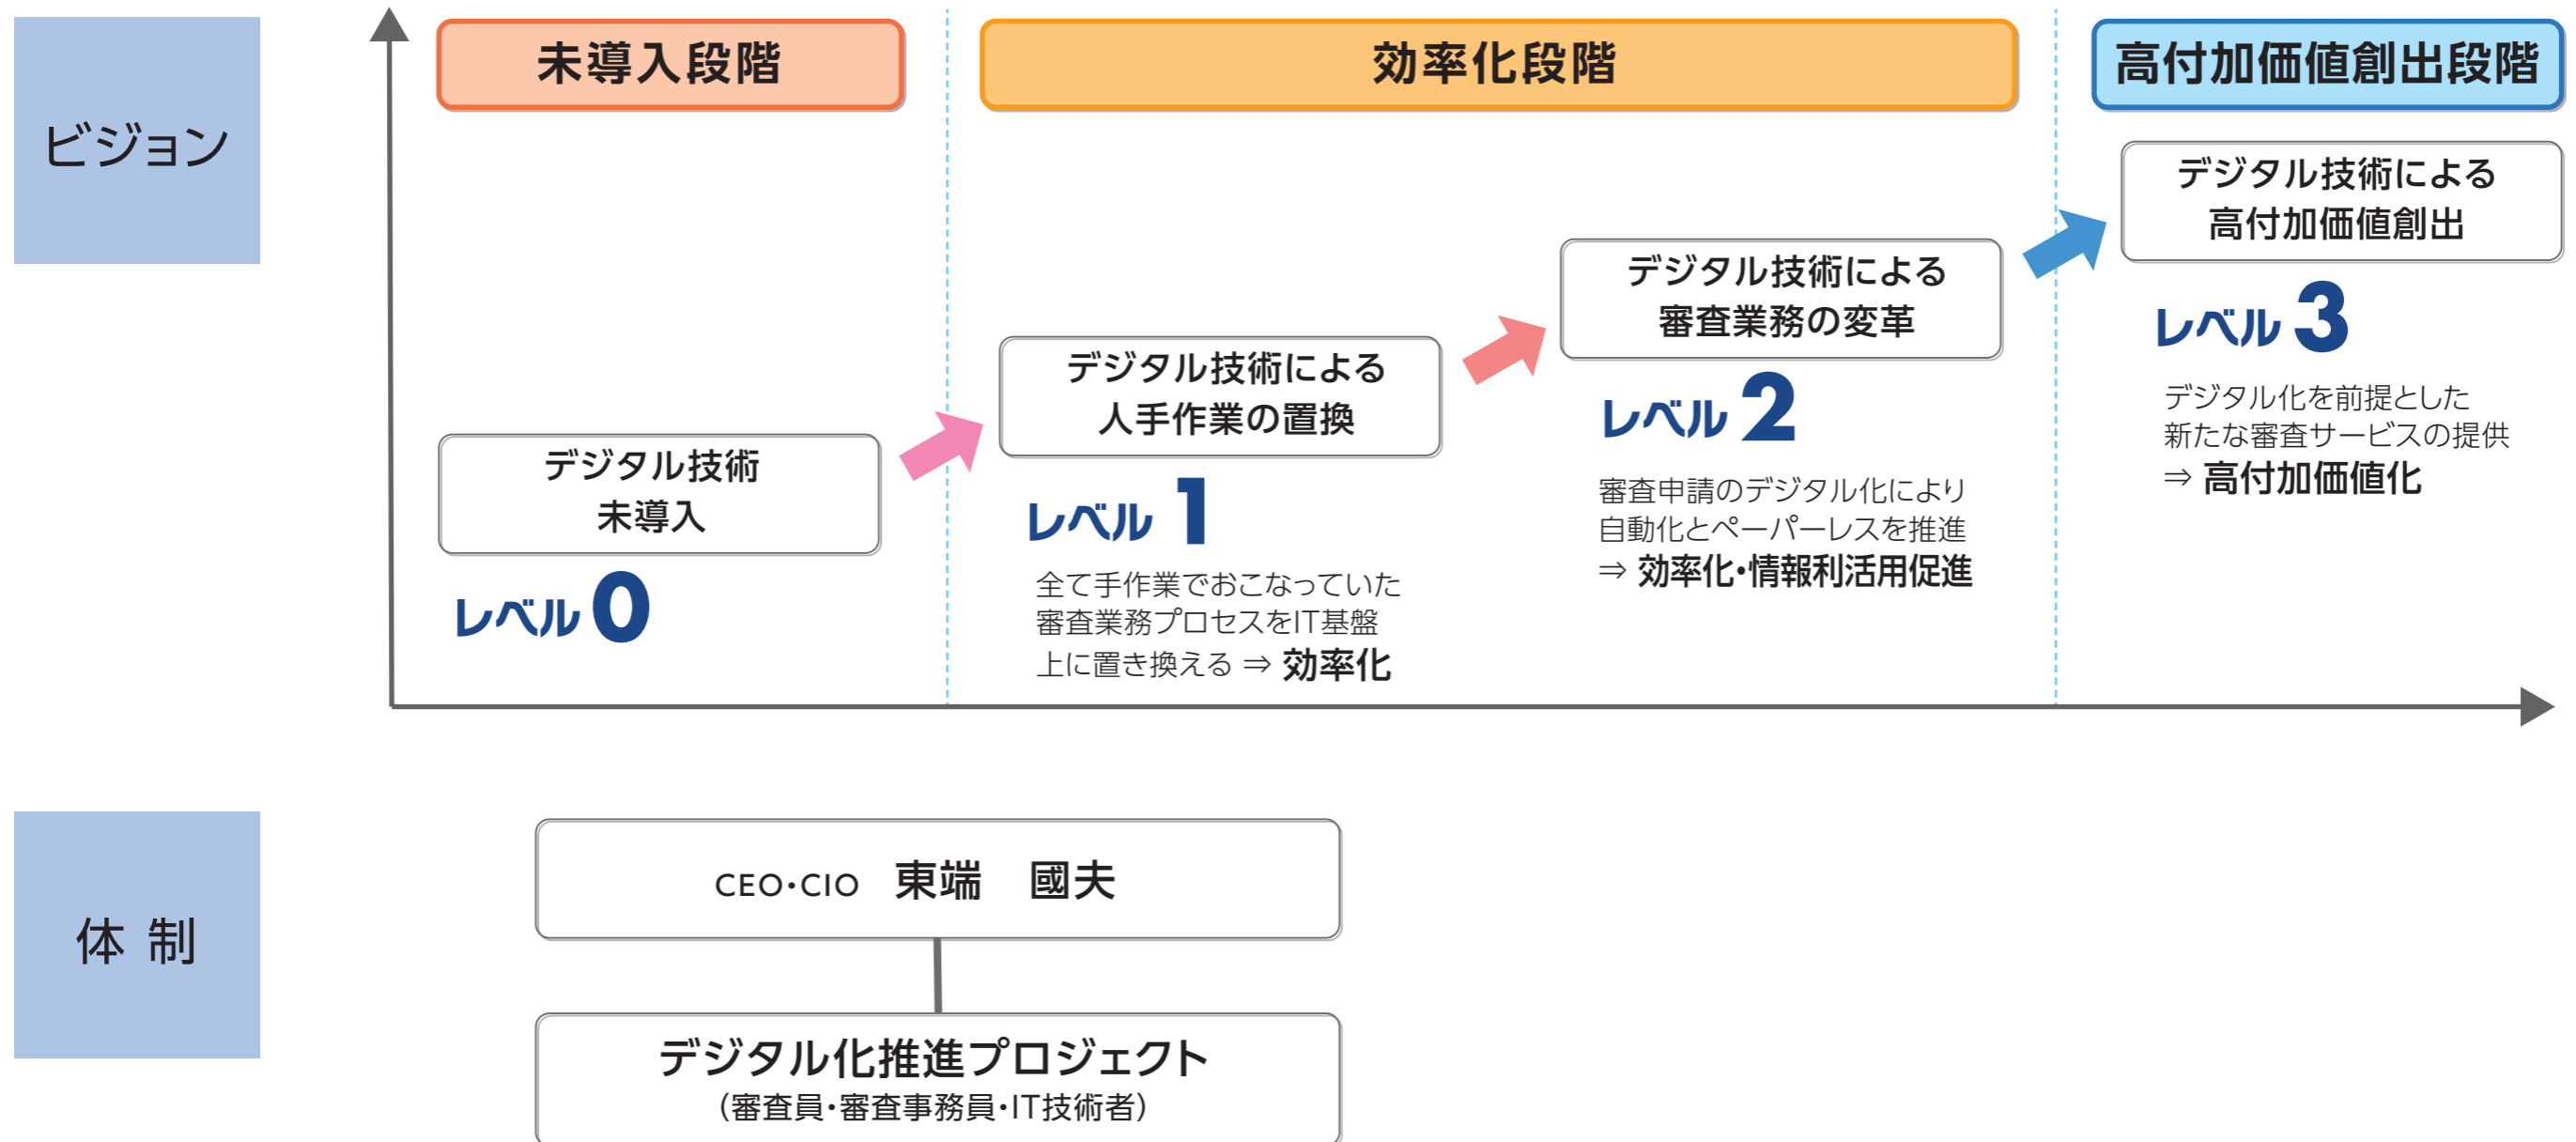 ビジョン
未導入段階
効率化段階
高付加価値創出段階
デジタル技術
未導入
レベル 0
デジタル技術による
人手作業の置換
レベル 1
全て手作業でおこなっていた
審査業務プロセスをIT基盤
上に置き換える ⇒ 効率化
デジタル技術による
審査業務の変革
レベル 2
審査申請のデジタル化により
自動化とペーパーレスを推進
⇒ 効率化・情報利活用促進
デジタル技術による
高付加価値創出
レベル 3
デジタル化を前提とした
新たな審査サービスの提供
⇒ 高付加価値化
体 制
CEO・CIO 東端　國夫
デジタル化推進プロジェクト
（審査員・審査事務員・IT技術者）